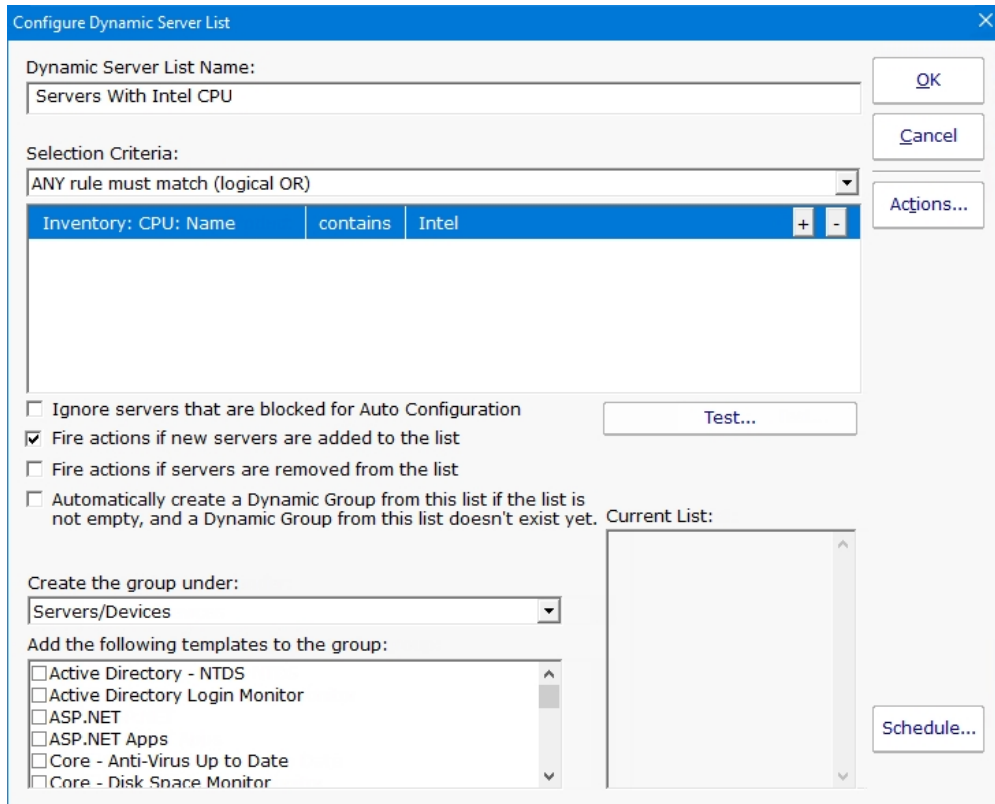 Configure Dynamic Server List
Dynamic Server List Name:
Servers With Intel CPU
OK
Cancel
Selection Criteria:
ANY rule must match (logical OR)
Actions...
Inventory: CPU: Name contains Intel + -
Ignore servers that are blocked for Auto Configuration
Test...
Fire actions if new servers are added to the list
Fire actions if servers are removed from the list
Automatically create a Dynamic Group from this list if the list is
not empty, and a Dynamic Group from this list doesn't exist yet.
Current List:
Create the group under:
Servers/Devices
Add the following templates to the group:
Active Directory - NTDS
Active Directory Login Monitor
ASP.NET
ASP.NET Apps
Core - Anti-Virus Up to Date
Core - Disk Space Monitor
Schedule...